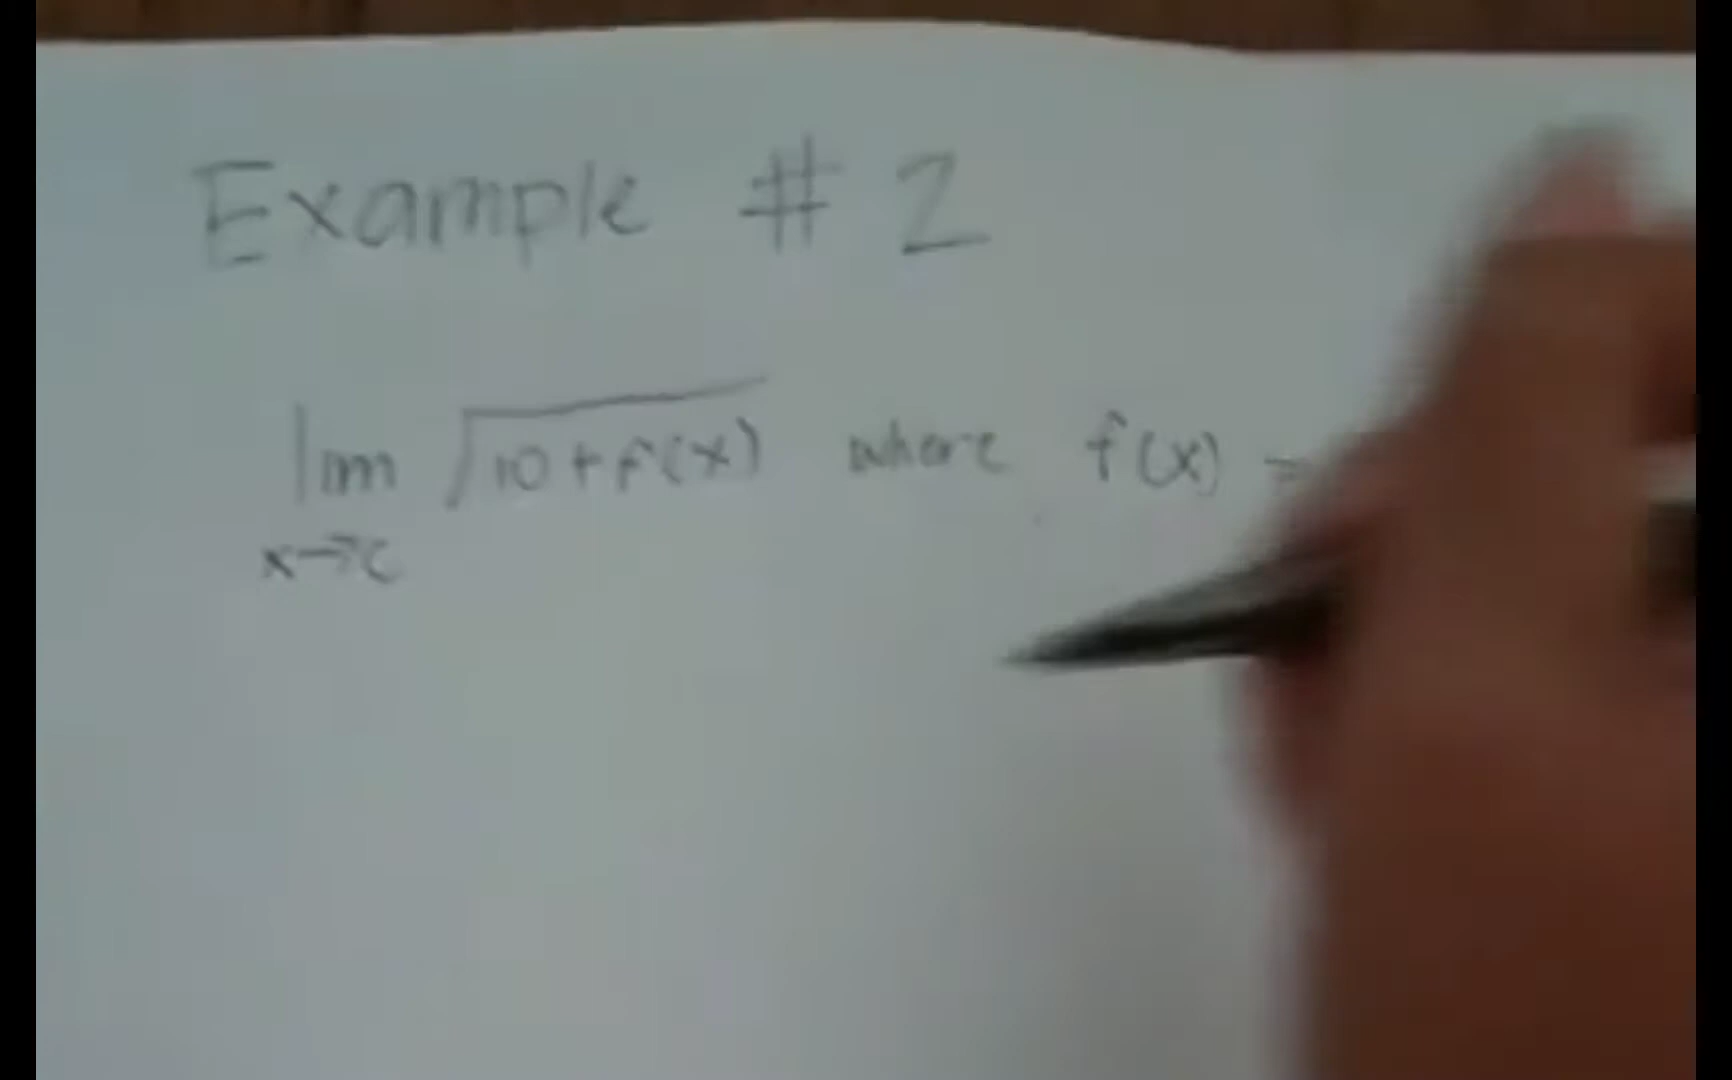 Example # 2
lim √10+f(x) where f(x) =
x→c